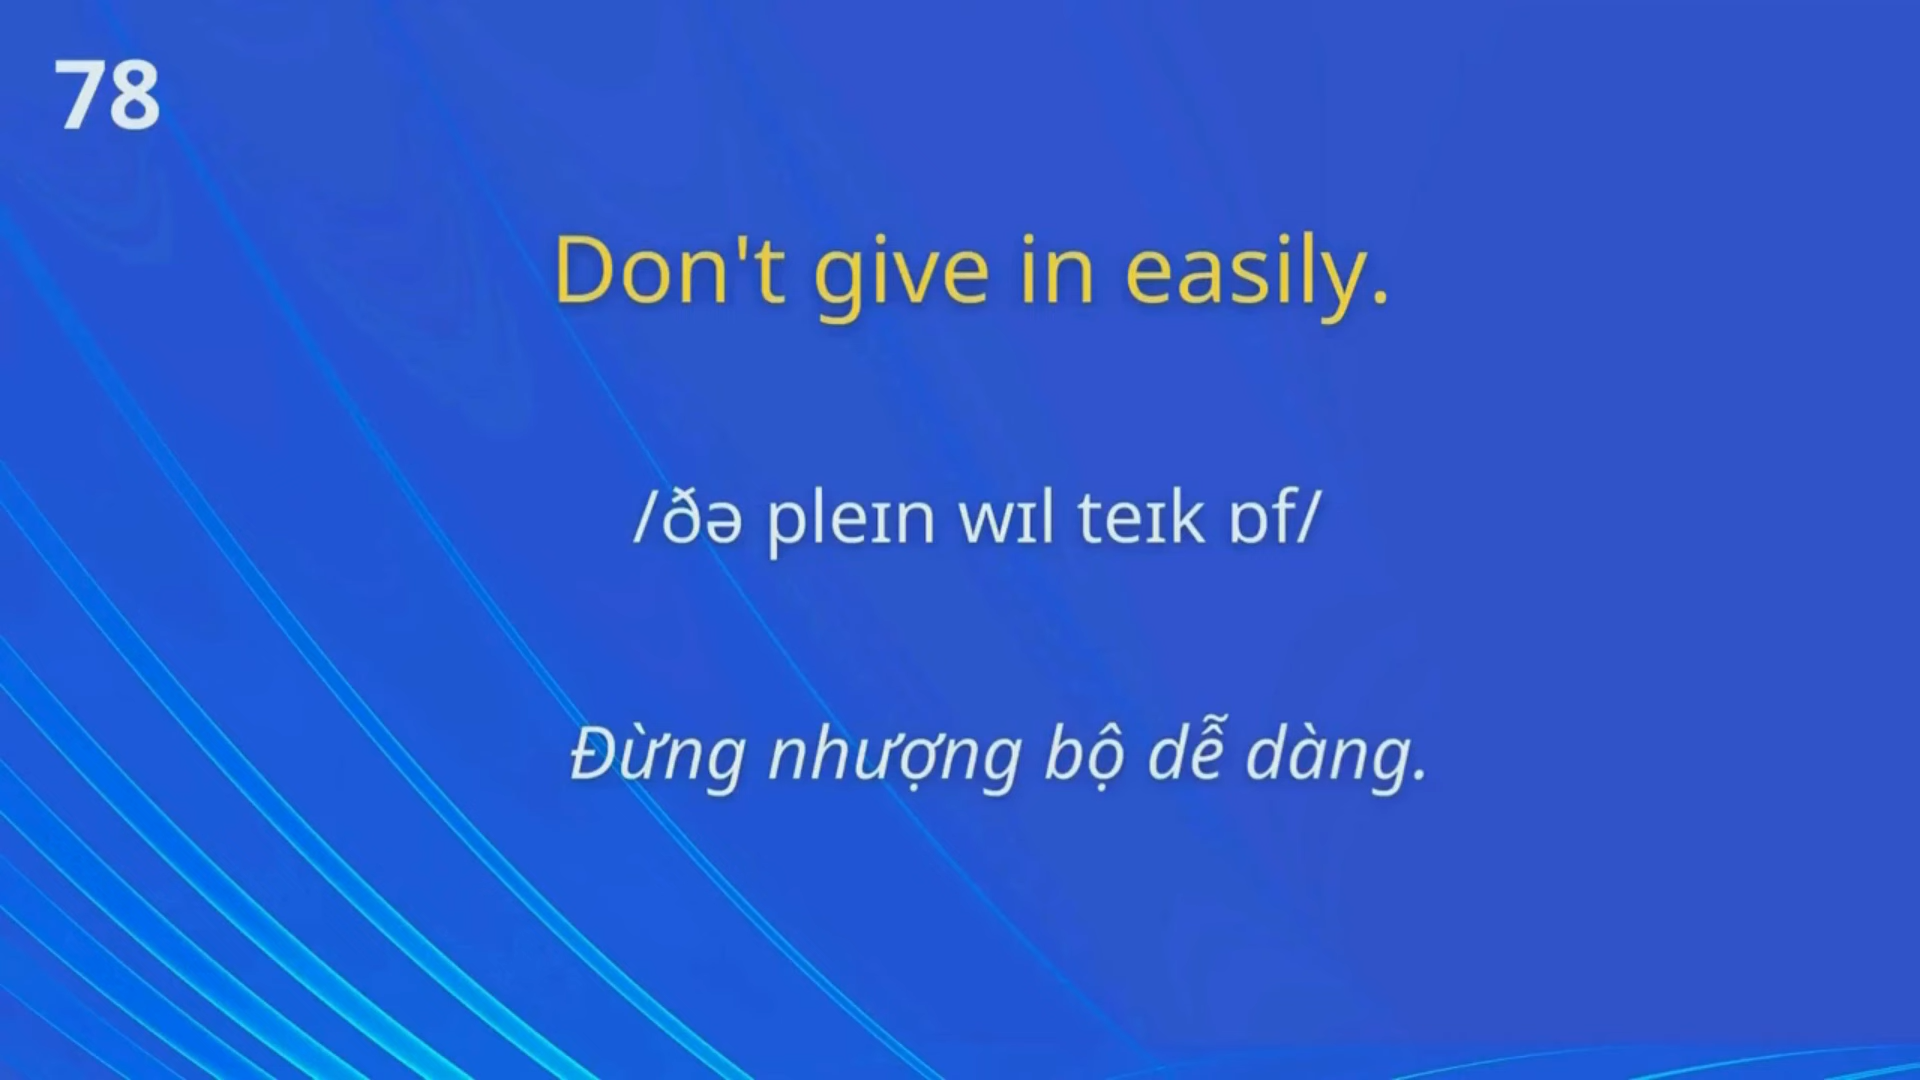 78
Don't give in easily.
/ðə pleɪn wɪl teɪk ɒf/
Đừng nhượng bộ dễ dàng.